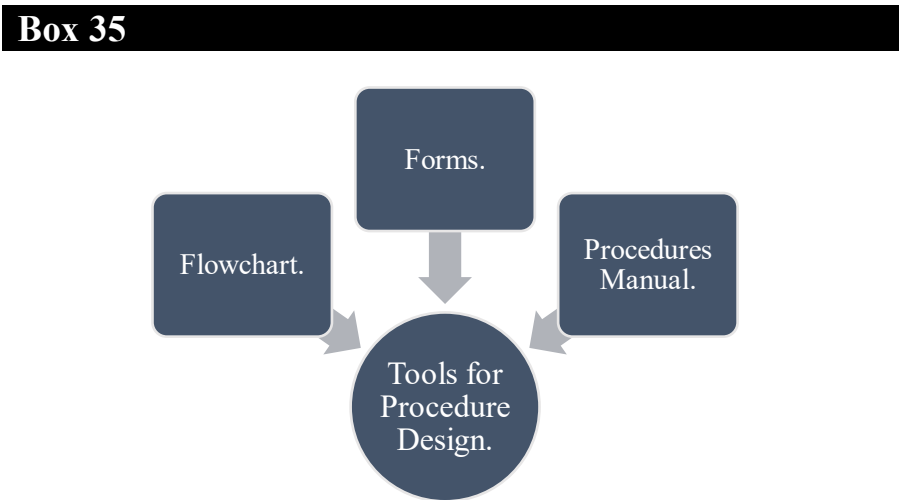 Box 35
Forms.
Flowchart.
Procedures
Manual.
Tools for
Procedure
Design.